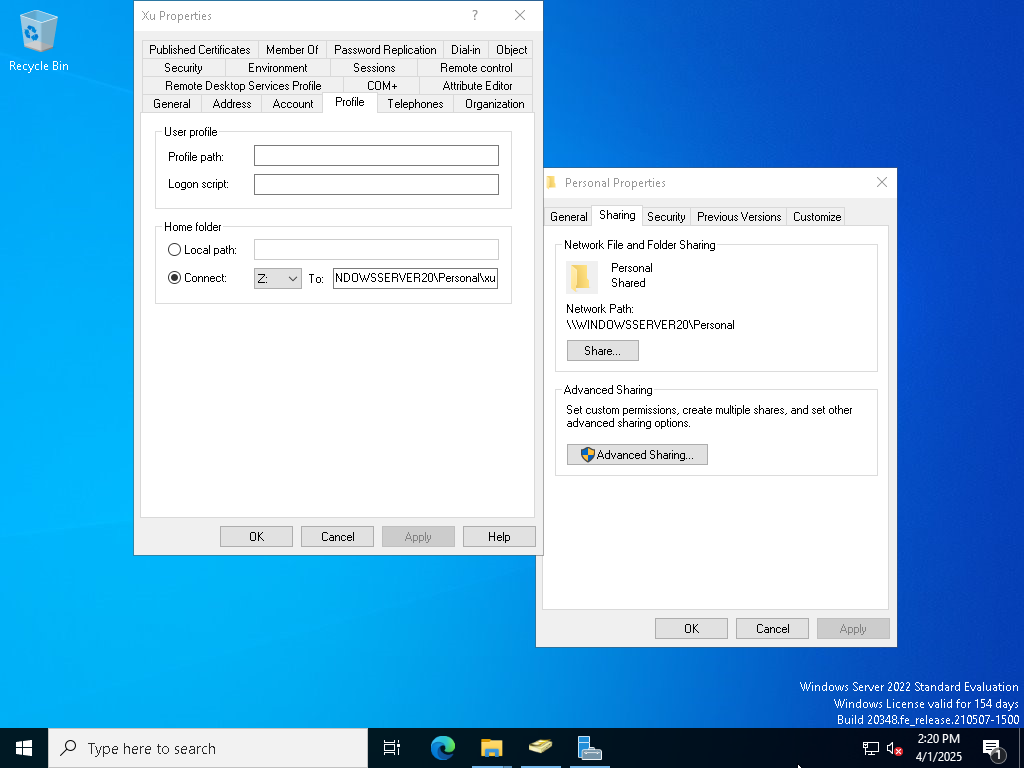 Recycle Bin
Xu Properties
?
Published Certificates Member Of Password Replication Dial-in Object
Security Environment Sessions Remote control
Remote Desktop Services Profile COM+ Attribute Editor
General Address Account Profile Telephones Organization
User profile
Profile path:
Logon script:
Home folder
Local path:
Connect: Z: To: NDOWSSERVER20\Personal\xu
OK Cancel Apply Help
Personal Properties
General Sharing Security Previous Versions Customize
Network File and Folder Sharing
Personal
Shared
Network Path:
\\WINDOWSSERVER20\Personal
Share...
Advanced Sharing
Set custom permissions, create multiple shares, and set other
advanced sharing options.
Advanced Sharing...
OK Cancel Apply
Windows Server 2022 Standard Evaluation
Windows License valid for 154 days
Build 20348.fe_release.210507-1500
Type here to search
2:20 PM
4/1/2025
1